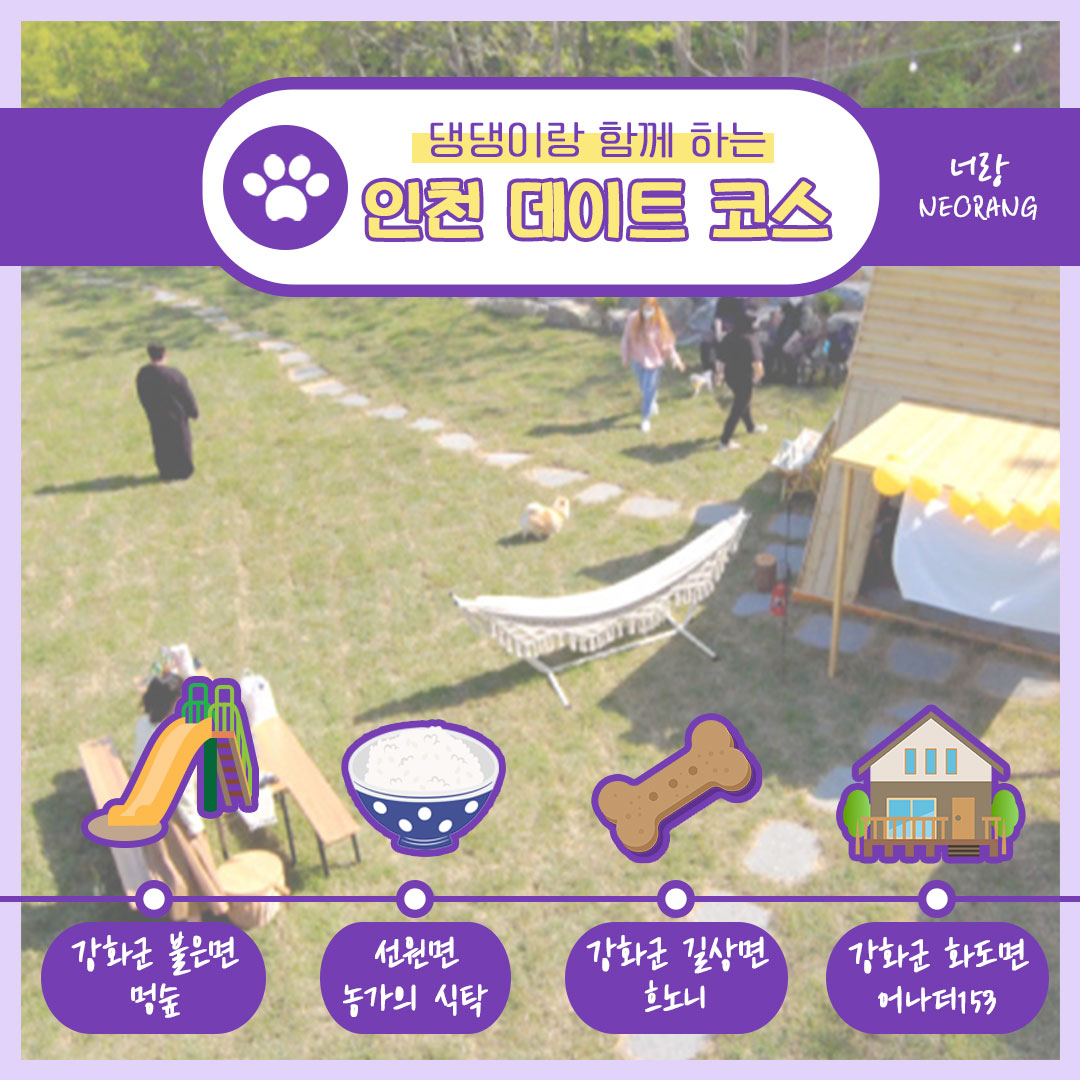 댕댕이랑 함께 하는
인천 데이트 코스
너랑
NEORANG
강화군 불은면
멍숲
선원면
농가의 식탁
강화군 길상면
흐노니
강화군 화도면
어나더153